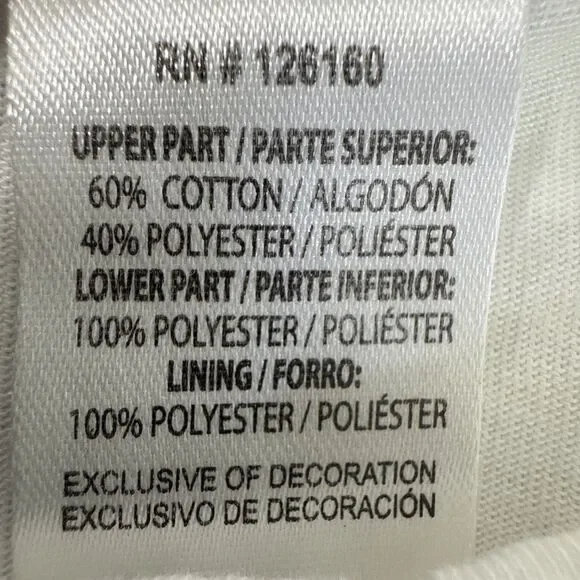 RN # 126160
UPPER PART / PARTE SUPERIOR:
60% COTTON / ALGODÓN
40% POLYESTER / POLIÉSTER
LOWER PART / PARTE INFERIOR:
100% POLYESTER / POLIÉSTER
LINING / FORRO:
100% POLYESTER / POLIÉSTER
EXCLUSIVE OF DECORATION
EXCLUSIVO DE DECORACIÓN